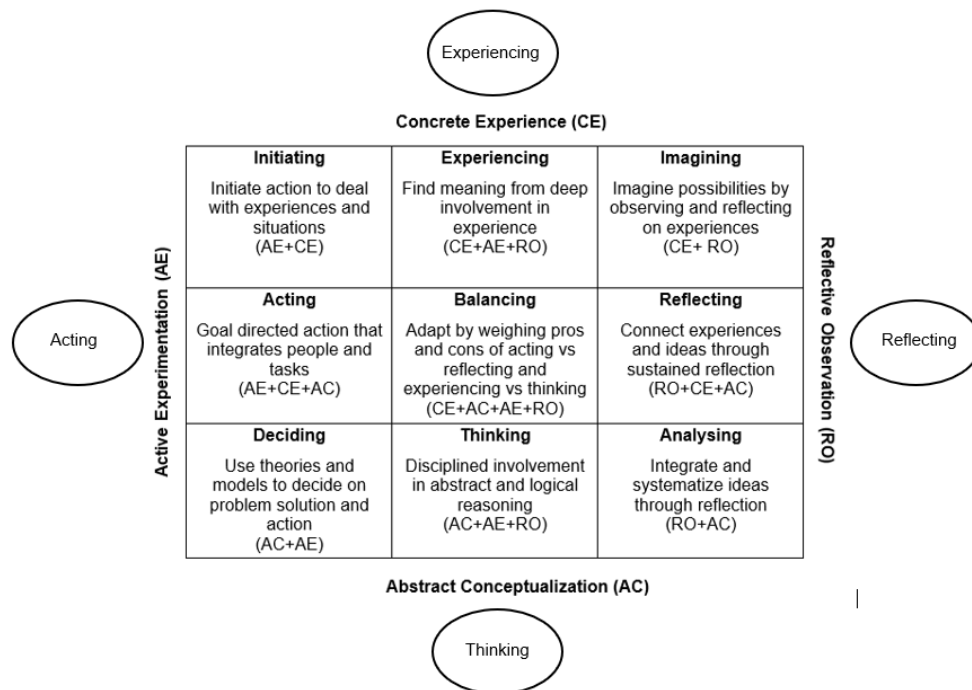 Experiencing
Concrete Experience (CE)
Initiating
Initiate action to deal
with experiences and
situations
(AE+CE)
Experiencing
Find meaning from deep
involvement in
experience
(CE+AE+RO)
Imagining
Imagine possibilities by
observing and reflecting
on experiences
(CE+ RO)
Active Experimentation (AE)
Reflective Observation (RO)
Acting
Acting
Goal directed action that
integrates people and
tasks
(AE+CE+AC)
Balancing
Adapt by weighing pros
and cons of acting vs
reflecting and
experiencing vs thinking
(CE+AC+AE+RO)
Reflecting
Connect experiences
and ideas through
sustained reflection
(RO+CE+AC)
Reflecting
Deciding
Use theories and
models to decide on
problem solution and
action
(AC+AE)
Thinking
Disciplined involvement
in abstract and logical
reasoning
(AC+AE+RO)
Analysing
Integrate and
systematize ideas
through reflection
(RO+AC)
Abstract Conceptualization (AC)
Thinking